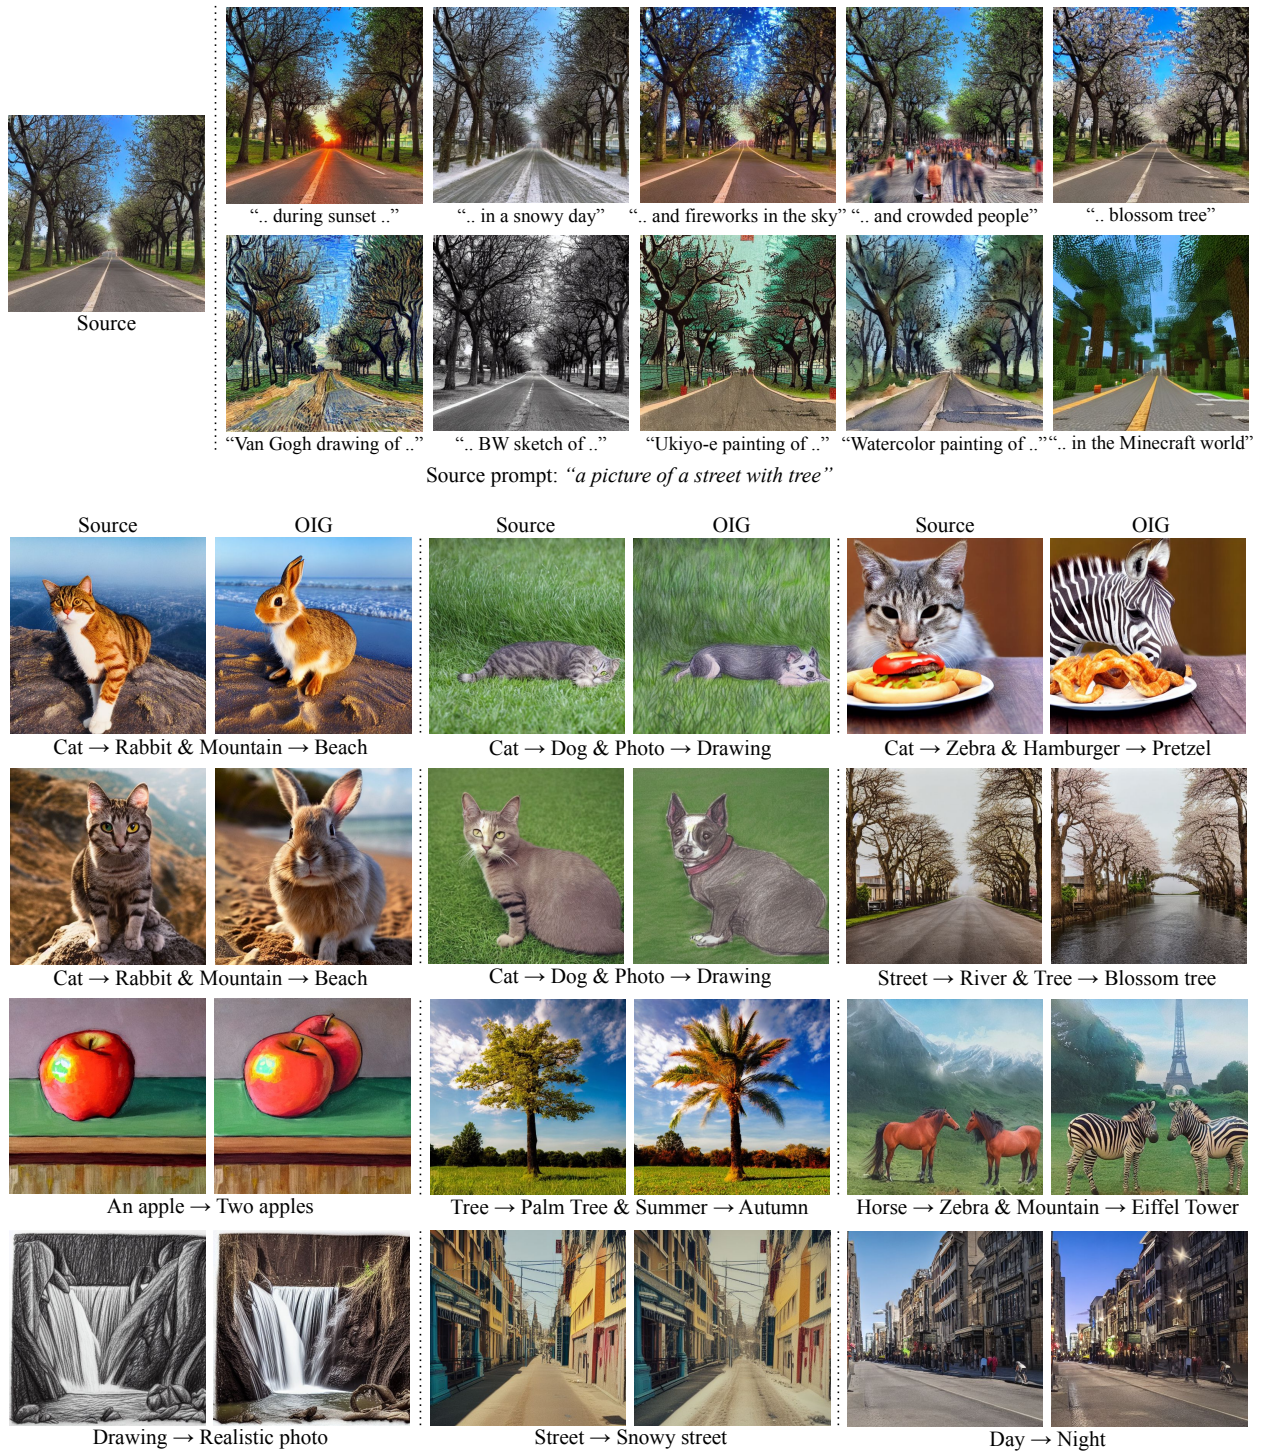 “.. during sunset ..”
“.. in a snowy day”
“.. and fireworks in the sky”
“.. and crowded people”
“.. blossom tree”
Source
“Van Gogh drawing of ..”
“.. BW sketch of ..”
“Ukiyo-e painting of ..”
“Watercolor painting of ..”
“.. in the Minecraft world”
Source prompt: “a picture of a street with tree”
Source
OIG
Source
OIG
Source
OIG
Cat → Rabbit & Mountain → Beach
Cat → Dog & Photo → Drawing
Cat → Zebra & Hamburger → Pretzel
Cat → Rabbit & Mountain → Beach
Cat → Dog & Photo → Drawing
Street → River & Tree → Blossom tree
An apple → Two apples
Tree → Palm Tree & Summer → Autumn
Horse → Zebra & Mountain → Eiffel Tower
Drawing → Realistic photo
Street → Snowy street
Day → Night